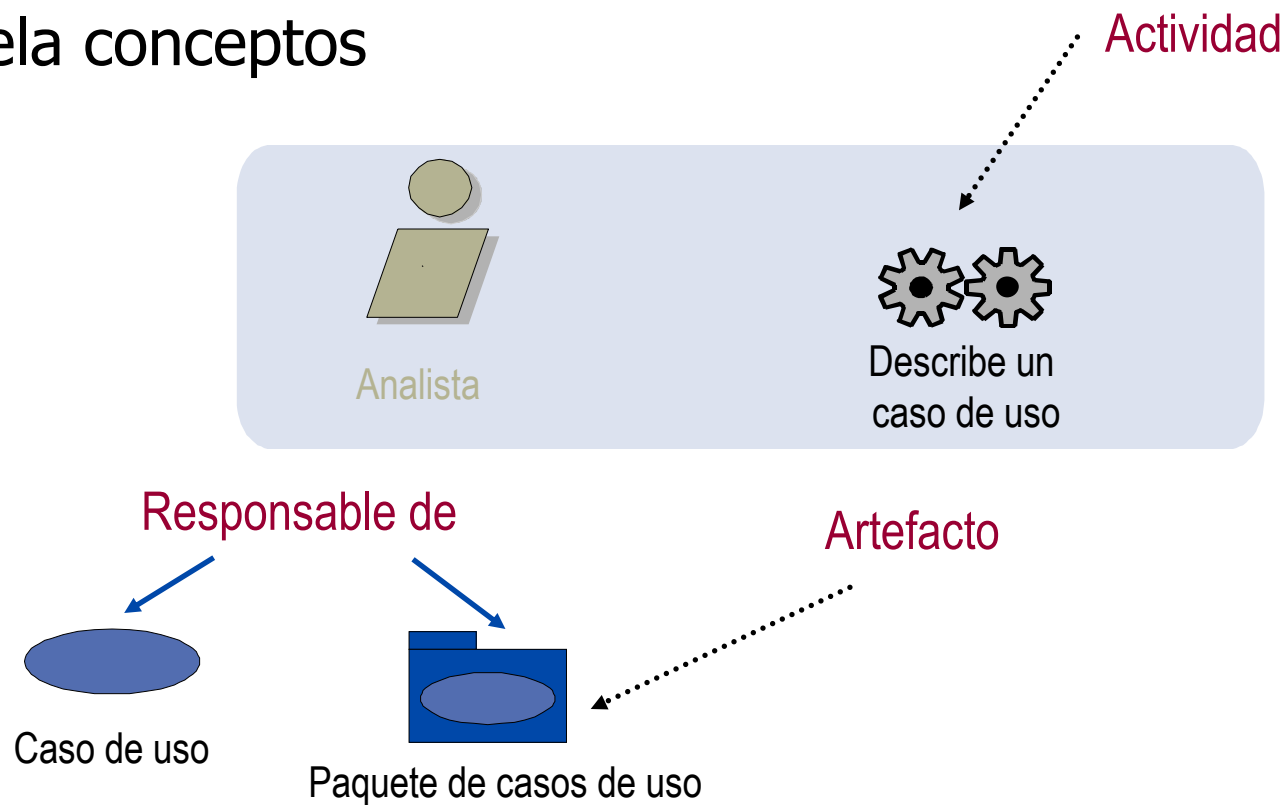 ela conceptos
Actividad
Analista
Describe un
caso de uso
Responsable de
Artefacto
Caso de uso
Paquete de casos de uso